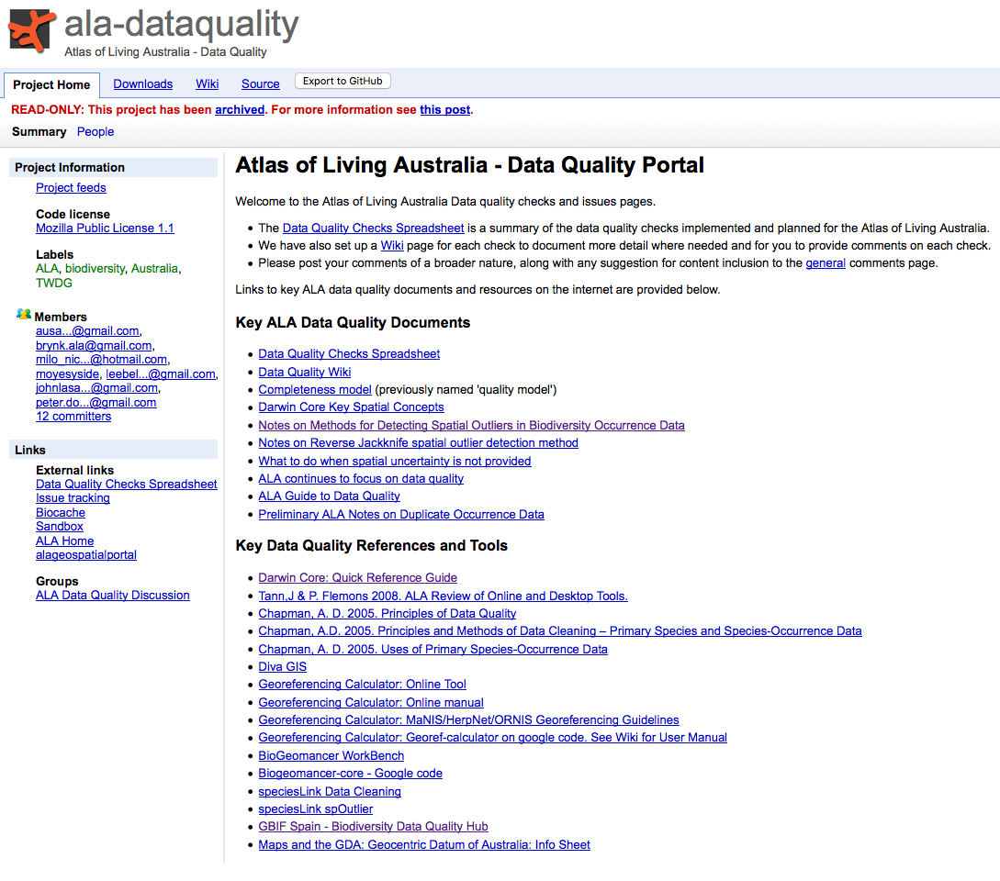 ala-dataquality
Atlas of Living Australia - Data Quality
Project Home Downloads Wiki Source Export to GitHub
READ-ONLY: This project has been archived. For more information see this post.
Summary People
Project Information
Project feeds
Code license
Mozilla Public License 1.1
Labels
ALA, biodiversity, Australia,
TWDG
Members
ausa...@gmail.com,
brynk.ala@gmail.com,
milo_nic...@hotmail.com,
moyesyside, leebel...@gmail.com,
johnlasa...@gmail.com,
peter.do...@gmail.com
12 committers
Links
External links
Data Quality Checks Spreadsheet
Issue tracking
Biocache
Sandbox
ALA Home
alageospatialportal
Groups
ALA Data Quality Discussion
Atlas of Living Australia - Data Quality Portal
Welcome to the Atlas of Living Australia Data quality checks and issues pages.
• The Data Quality Checks Spreadsheet is a summary of the data quality checks implemented and planned for the Atlas of Living Australia.
• We have also set up a Wiki page for each check to document more detail where needed and for you to provide comments on each check.
• Please post your comments of a broader nature, along with any suggestion for content inclusion to the general comments page.
Links to key ALA data quality documents and resources on the internet are provided below.
Key ALA Data Quality Documents
• Data Quality Checks Spreadsheet
• Data Quality Wiki
• Completeness model (previously named 'quality model')
• Darwin Core Key Spatial Concepts
• Notes on Methods for Detecting Spatial Outliers in Biodiversity Occurrence Data
• Notes on Reverse Jackknife spatial outlier detection method
• What to do when spatial uncertainty is not provided
• ALA continues to focus on data quality
• ALA Guide to Data Quality
• Preliminary ALA Notes on Duplicate Occurrence Data
Key Data Quality References and Tools
• Darwin Core: Quick Reference Guide
• Tann,J & P. Flemons 2008. ALA Review of Online and Desktop Tools.
• Chapman, A. D. 2005. Principles of Data Quality
• Chapman, A.D. 2005. Principles and Methods of Data Cleaning – Primary Species and Species-Occurrence Data
• Chapman, A. D. 2005. Uses of Primary Species-Occurrence Data
• Diva GIS
• Georeferencing Calculator: Online Tool
• Georeferencing Calculator: Online manual
• Georeferencing Calculator: MaNIS/HerpNet/ORNIS Georeferencing Guidelines
• Georeferencing Calculator: Georef-calculator on google code. See Wiki for User Manual
• BioGeomancer WorkBench
• Biogeomancer-core - Google code
• speciesLink Data Cleaning
• speciesLink spOutlier
• GBIF Spain - Biodiversity Data Quality Hub
• Maps and the GDA: Geocentric Datum of Australia: Info Sheet